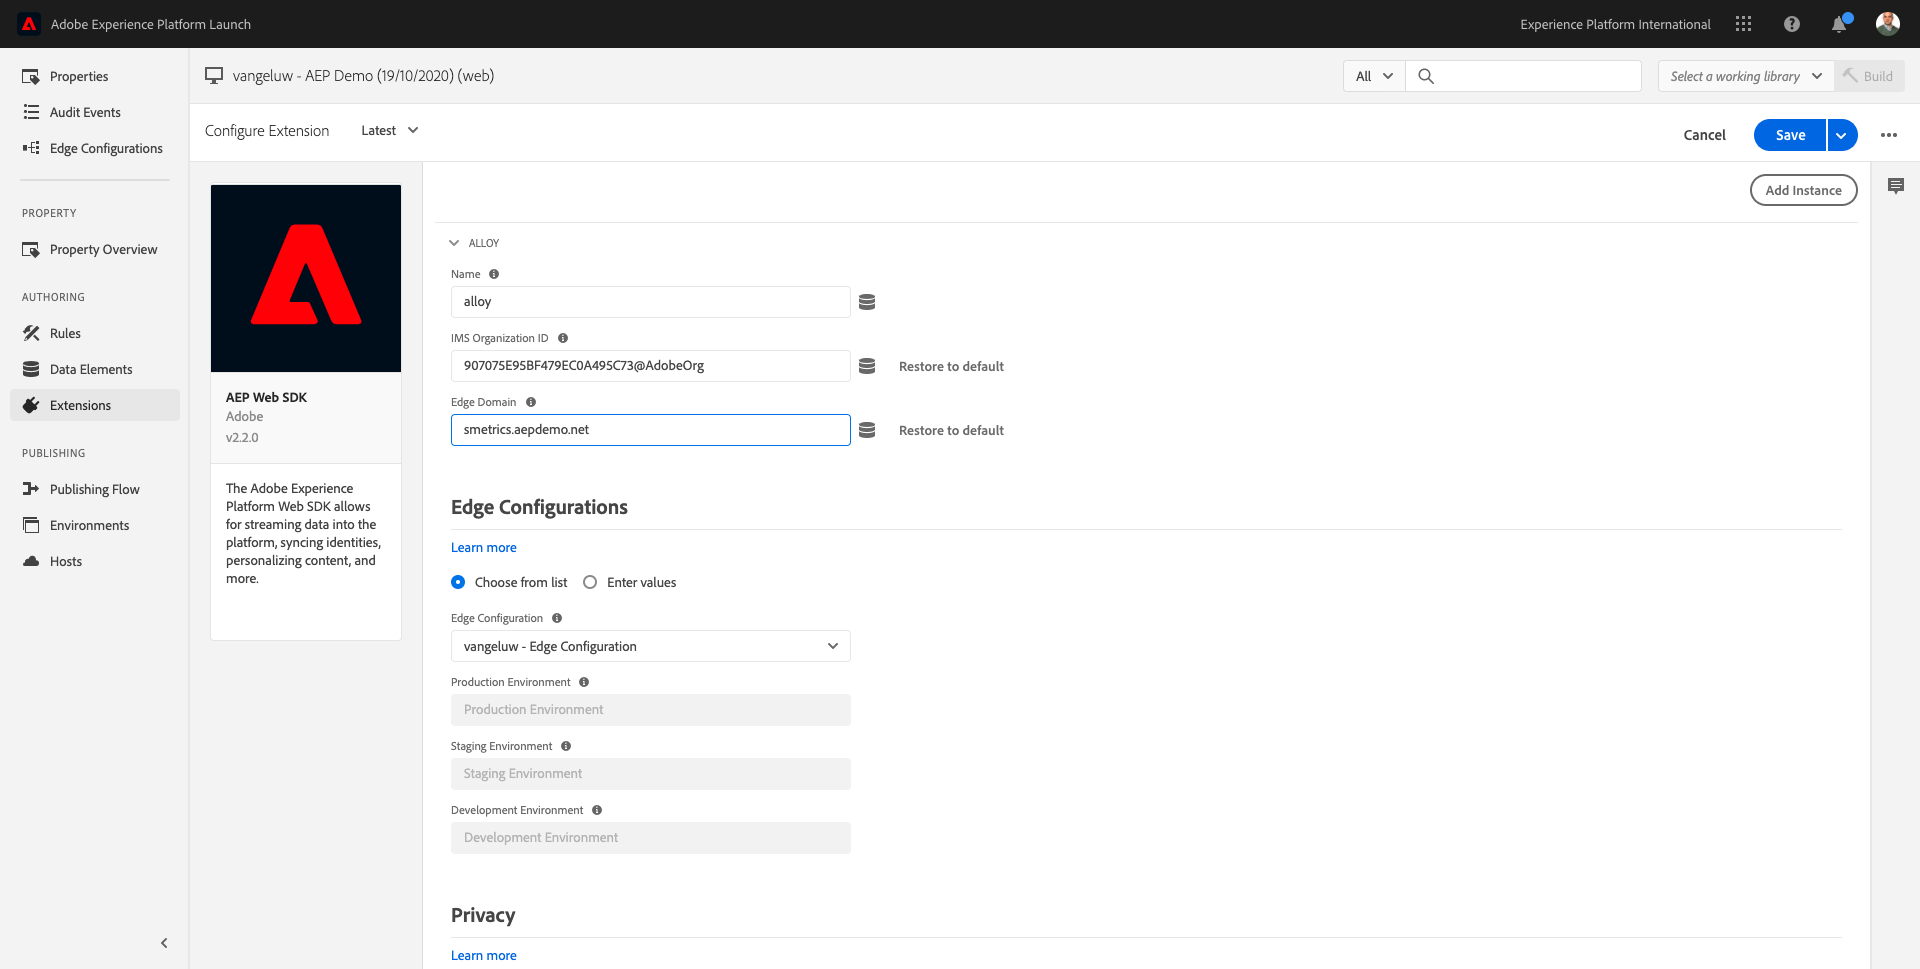 Adobe Experience Platform Launch
Experience Platform International
Properties
Audit Events
Edge Configurations
PROPERTY
Property Overview
AUTHORING
Rules
Data Elements
Extensions
PUBLISHING
Publishing Flow
Environments
Hosts
vangeluw - AEP Demo (19/10/2020) (web)
All
Select a working library
Build
Configure Extension
Latest
Cancel
Save
AEP Web SDK
Adobe
v2.2.0
The Adobe Experience
Platform Web SDK allows
for streaming data into the
platform, syncing identities,
personalizing content, and
more.
Add Instance
ALLOY
Name
alloy
IMS Organization ID
907075E95BF479EC0A495C73@AdobeOrg
Restore to default
Edge Domain
smetrics.aepdemo.net
Restore to default
Edge Configurations
Learn more
Choose from list
Enter values
Edge Configuration
vangeluw - Edge Configuration
Production Environment
Production Environment
Staging Environment
Staging Environment
Development Environment
Development Environment
Privacy
Learn more